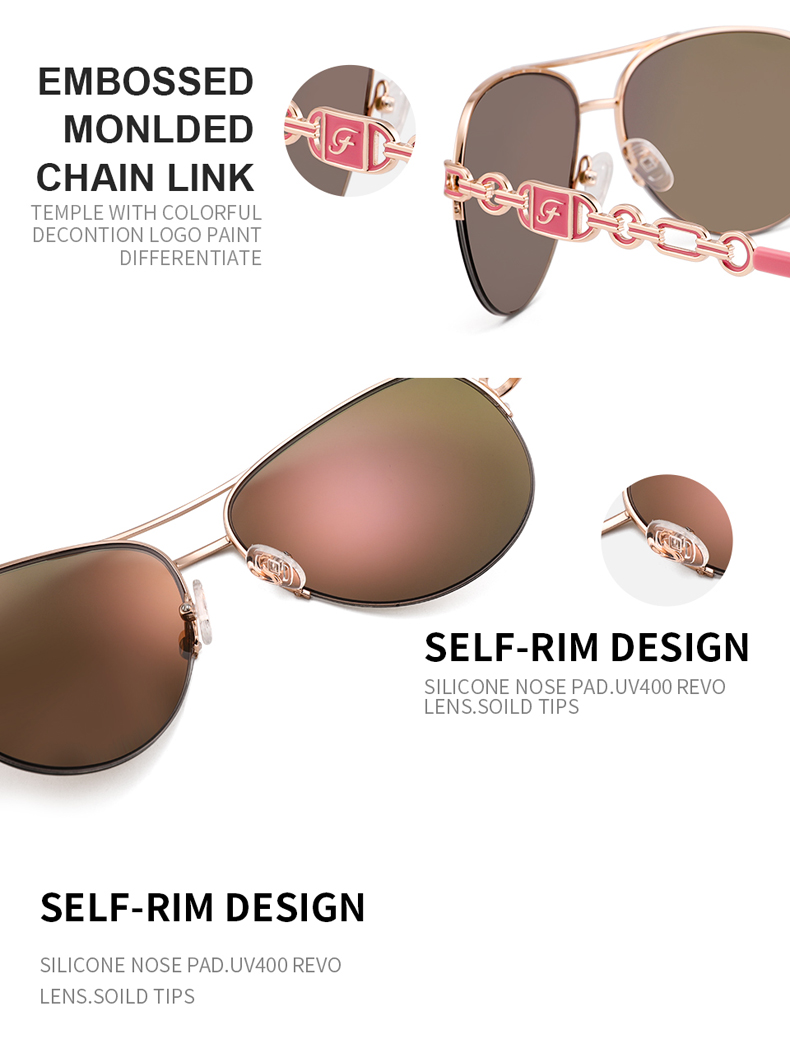 EMBOSSED
MONLDED
CHAIN LINK
TEMPLE WITH COLORFUL
DECONTION LOGO PAINT
DIFFERENTIATE
F
F
SELF-RIM DESIGN
SILICONE NOSE PAD.UV400 REVO
LENS.SOILD TIPS
SELF-RIM DESIGN
SILICONE NOSE PAD.UV400 REVO
LENS.SOILD TIPS